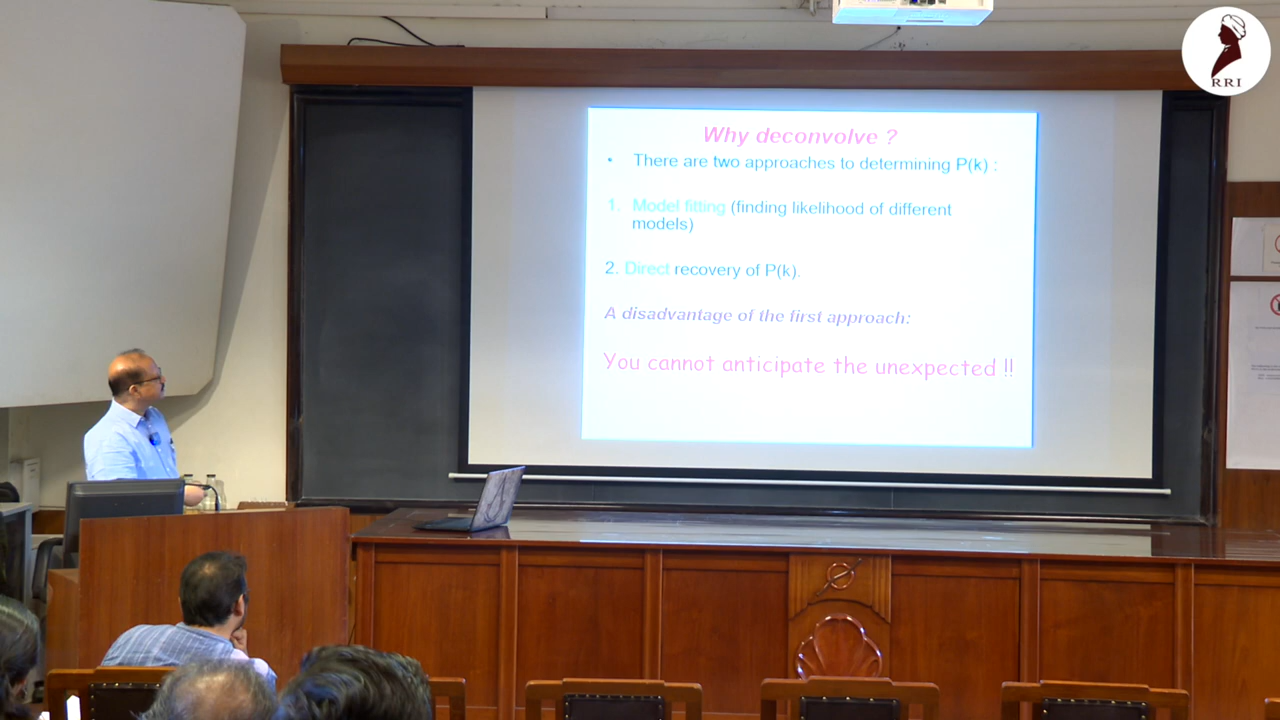 RRI
Why deconvolve ?
• There are two approaches to determining P(k) :
1. Model fitting (finding likelihood of different
models)
2. Direct recovery of P(k).
A disadvantage of the first approach:
You cannot anticipate the unexpected !!